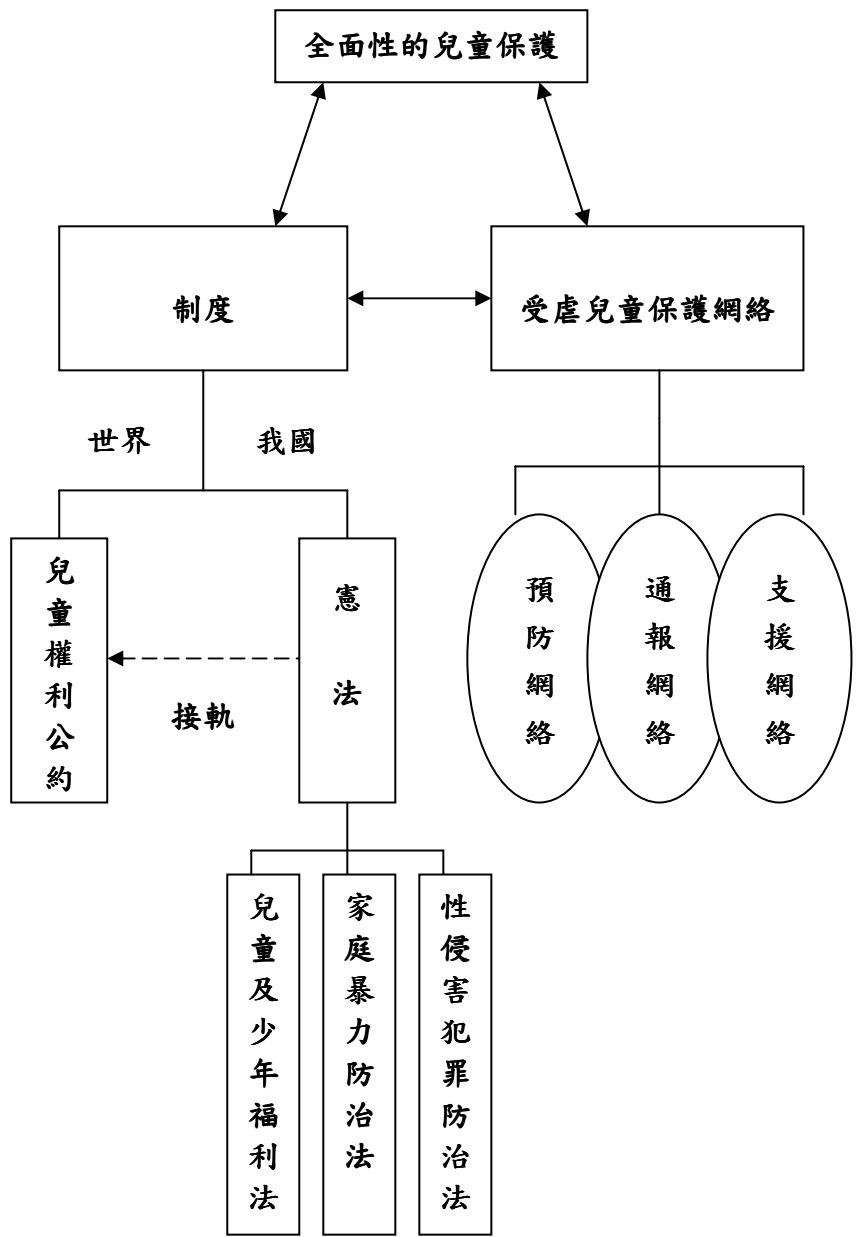 全面性的兒童保護
制度
受虐兒童保護網絡
世界
我國
兒童權利公約
憲法
接軌
預防網絡
通報網絡
支援網絡
兒童及少年福利法
家庭暴力防治法
性侵害犯罪防治法